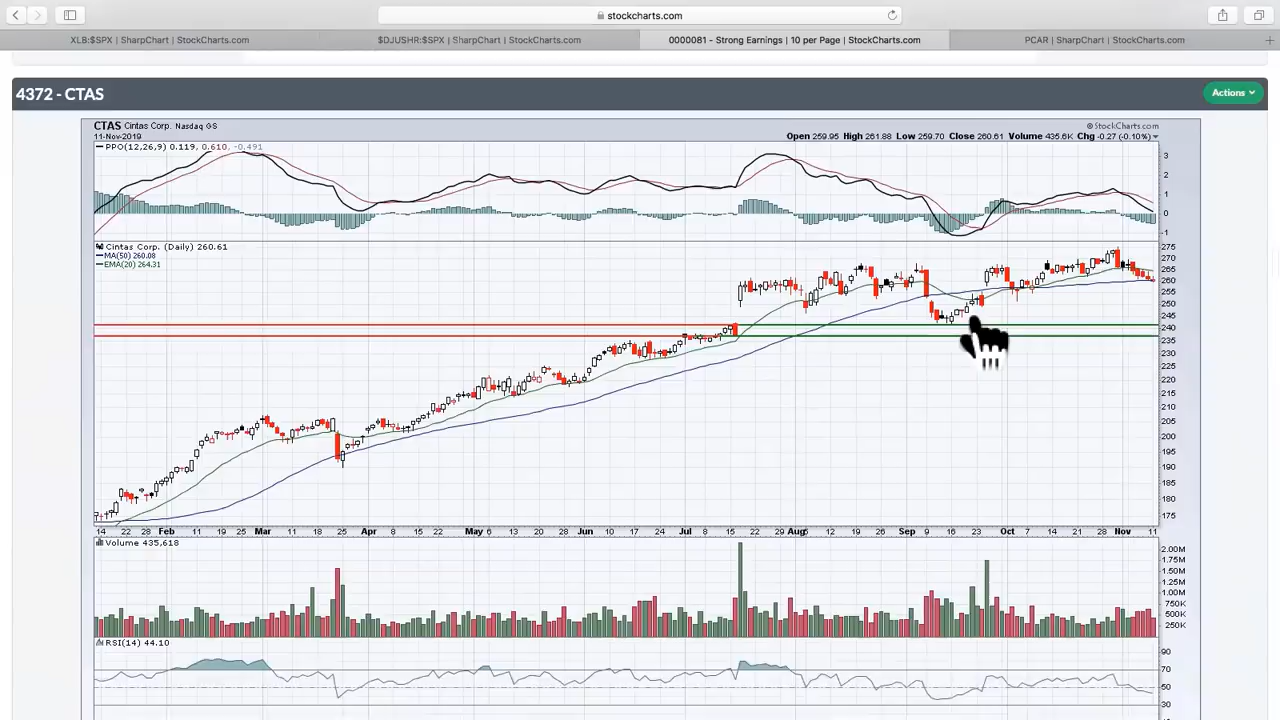 stockcharts.com
XLB:$SPX | SharpChart | StockCharts.com
$DJUSHR:$SPX | SharpChart | StockCharts.com
0000081 - Strong Earnings | 10 per Page | StockCharts.com
PCAR | SharpChart | StockCharts.com
4372 - CTAS
Actions
CTAS Cintas Corp. Nasdaq GS
© StockCharts.com
11-Nov-2019
Open 259.95 High 261.88 Low 259.70 Close 260.61 Volume 435.6K Chg -0.27 (-0.10%)
PPO(12,26,9) 0.119, 0.610, -0.491
3
2
1
0
-1
Cintas Corp. (Daily) 260.61
MA(50) 260.08
EMA(20) 264.31
275
270
265
260
255
250
245
240
235
230
225
220
215
210
205
200
195
190
185
180
175
14 22 28 Feb 11 19 25 Mar 11 18 25 Apr 8 15 22 May 6 13 20 28 Jun 10 17 24 Jul 8 15 22 29 Aug 12 19 26 Sep 9 16 23 Oct 7 14 21 28 Nov 11
Volume 435,618
2.00M
1.75M
1.50M
1.25M
1.00M
750K
500K
250K
RSI(14) 44.10
90
70
50
30